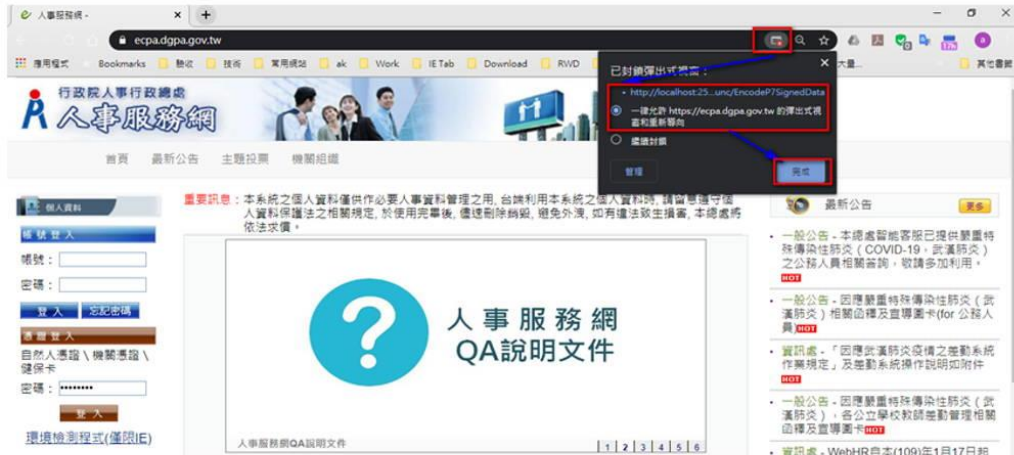 人事服務網 -
ecpa.dgpa.gov.tw
應用程式 Bookmarks 驗收 技術 常用網站 ak Work IETab Download RWD
其他書籤
已封鎖彈出式視窗：
http://localhost:25...unc/EncodeP7SignedData
一律允許 https://ecpa.dgpa.gov.tw 的彈出式視
窗和重新導向
繼續封鎖
管理
完成
行政院人事行政總處
人事服務網
首頁 最新公告 主題投票 機關組織
個人資料
帳號登入
帳號：
密碼：
登入 忘記密碼
憑證登入
自然人憑證 \ 機關憑證 \
健保卡
密碼：
登入
環境檢測程式(僅限IE)
重要訊息：本系統之個人資料僅供作必要人事資料管理之用, 台端利用本系統之個人資料時, 請留意遵守個
人資料保護法之相關規定, 於使用完畢後, 儘速刪除銷毀, 避免外洩, 如有違法致生損害, 本總處將
依法求償。
人事服務網
QA說明文件
人事服務網QA說明文件
1 2 3 4 5 6
最新公告 更多
一般公告 - 本總處智能客服已提供嚴重特
殊傳染性肺炎（COVID-19，武漢肺炎）
之公務人員相關答詢，敬請多加利用。
HOT
一般公告 - 因應嚴重特殊傳染性肺炎（武
漢肺炎）相關函釋及宣導圖卡(for 公務人
員)HOT
資訊處 - 「因應武漢肺炎疫情之差勤系統
作業規定」及差勤系統操作說明如附件
HOT
一般公告 - 因應嚴重特殊傳染性肺炎（武
漢肺炎），各公立學校教師差勤管理相關
函釋及宣導圖卡HOT
資訊處 - WebHR自本(109)年1月17日起